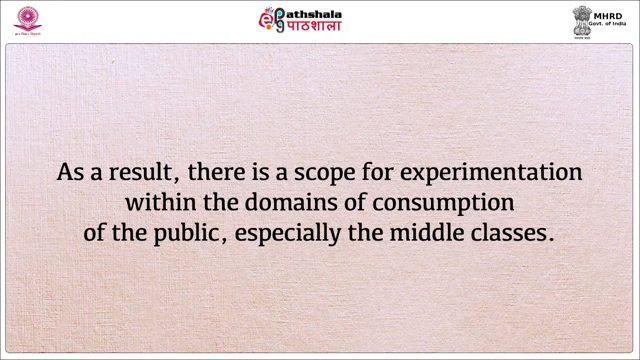 ePathshala
पाठशाला
MHRD
Govt. of India
As a result, there is a scope for experimentation
within the domains of consumption
of the public, especially the middle classes.